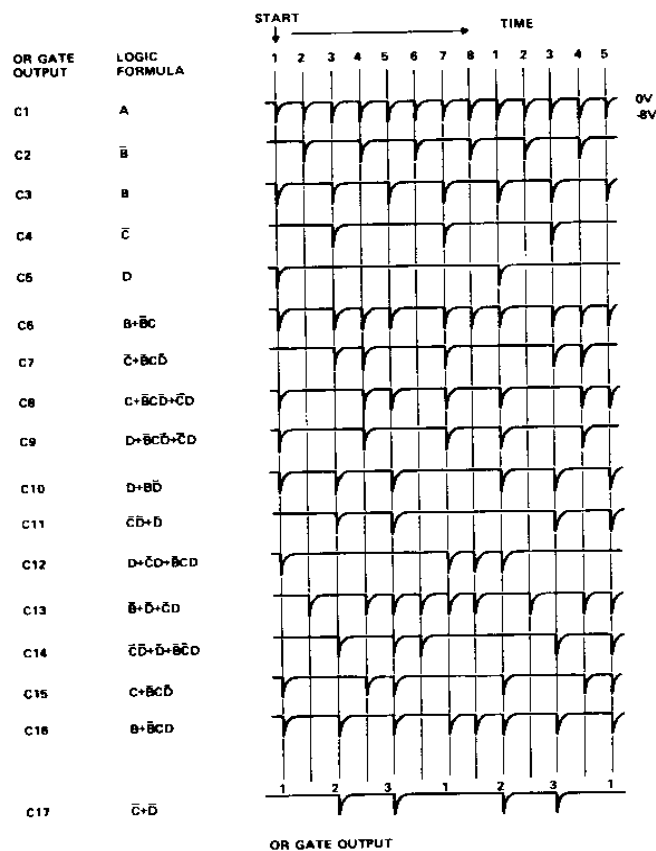 START
TIME
OR GATE OUTPUT
LOGIC FORMULA
1 2 3 4 5 6 7 8 1 2 3 4 5
C1 A
0V
-8V
C2 B̅
C3 B
C4 C̅
C5 D
C6 B+B̅C
C7 C̅+B̅CD̅
C8 C+B̅CD̅+C̅D
C9 D+B̅CD̅+C̅D
C10 D+BD̅
C11 C̅D̅+D̅
C12 D+C̅D+B̅CD
C13 B̅+D̅+C̅D
C14 C̅D̅+D̅+B̅C̅D
C15 C+B̅CD̅
C16 B+B̅CD
1 2 3 1 2 3 1
C17 C̅+D̅
OR GATE OUTPUT